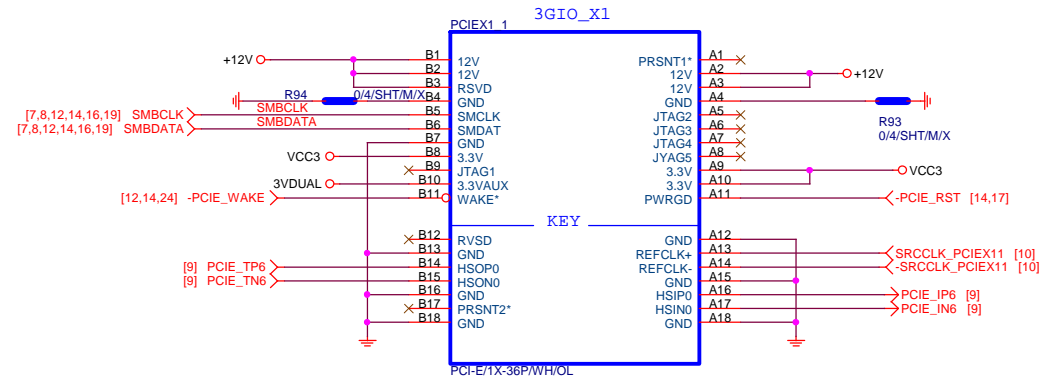 3GIO_X1
PCIEX1_1
+12V
B1 12V
B2 12V
B3 RSVD
R94 0/4/SHT/M/X B4 GND
[7,8,12,14,16,19] SMBCLK SMBCLK B5 SMCLK
[7,8,12,14,16,19] SMBDATA SMBDATA B6 SMDAT
B7 GND
VCC3 B8 3.3V
B9 JTAG1
3VDUAL B10 3.3VAUX
[12,14,24] -PCIE_WAKE B11 WAKE*
KEY
B12 RVSD
B13 GND
[9] PCIE_TP6 B14 HSOP0
[9] PCIE_TN6 B15 HSON0
B16 GND
B17 PRSNT2*
B18 GND
PRSNT1* A1
12V A2 +12V
12V A3
GND A4
R93
0/4/SHT/M/X
JTAG2 A5
JTAG3 A6
JTAG4 A7
JYAG5 A8
3.3V A9 VCC3
3.3V A10
PWRGD A11 -PCIE_RST [14,17]
GND A12
REFCLK+ A13 SRCCLK_PCIEX11 [10]
REFCLK- A14 -SRCCLK_PCIEX11 [10]
GND A15
HSIP0 A16 PCIE_IP6 [9]
HSIN0 A17 PCIE_IN6 [9]
GND A18
PCI-E/1X-36P/WH/OL